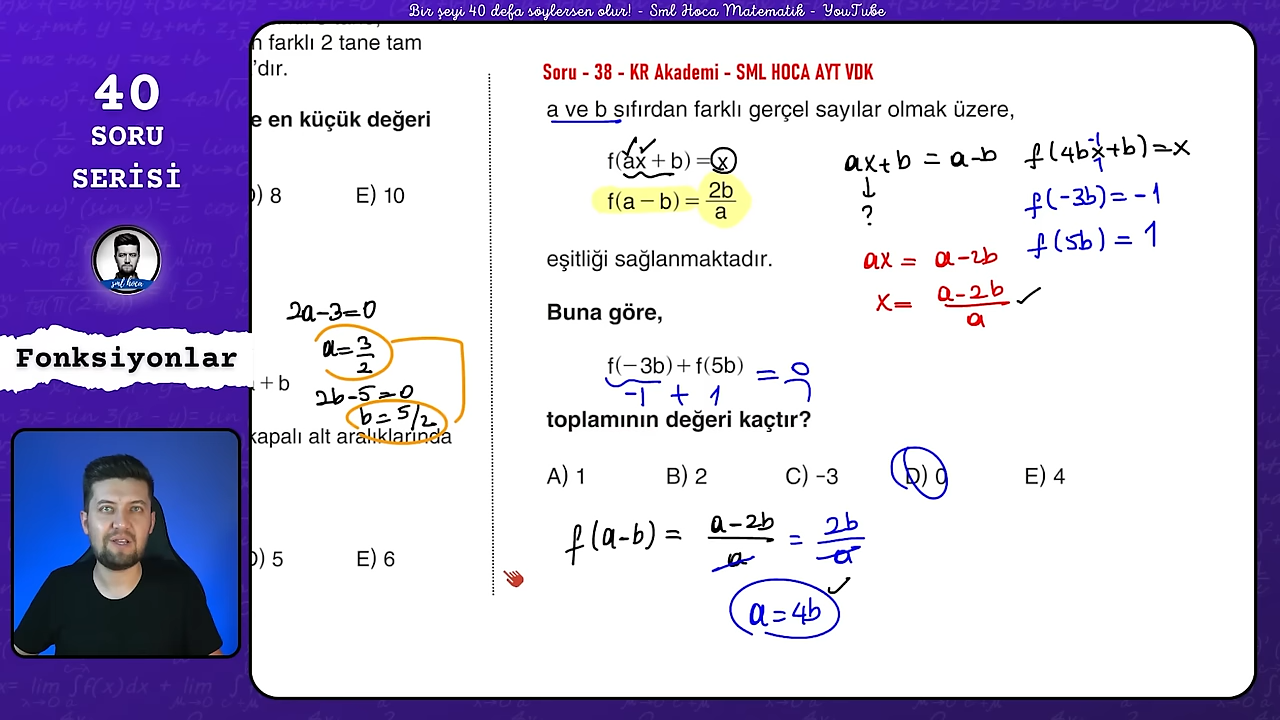 Bir şeyi 40 defa söylersen olur! - Sml Hoca Matematik - YouTube
40
SORU
SERİSİ
sml hoca
Fonksiyonlar
n farklı 2 tane tam
'dır.
e en küçük değeri
) 8 E) 10
2a-3=0
a=3/2
+b
2b-5=0
b=5/2
kapalı alt aralıklarında
) 5 E) 6
Soru - 38 - KR Akademi - SML HOCA AYT VDK
a ve b sıfırdan farklı gerçel sayılar olmak üzere,
f(ax+b)=x
f(a-b)=2b/a
eşitliği sağlanmaktadır.
Buna göre,
f(-3b)+f(5b) = 0
-1 + 1
toplamının değeri kaçtır?
A) 1 B) 2 C) -3 D) 0 E) 4
f(a-b) = a-2b/a = 2b/a
a=4b
ax+b = a-b
?
ax = a-2b
x= a-2b/a
-1
f(4bx+b)=x
1
f(-3b)=-1
f(5b)=1